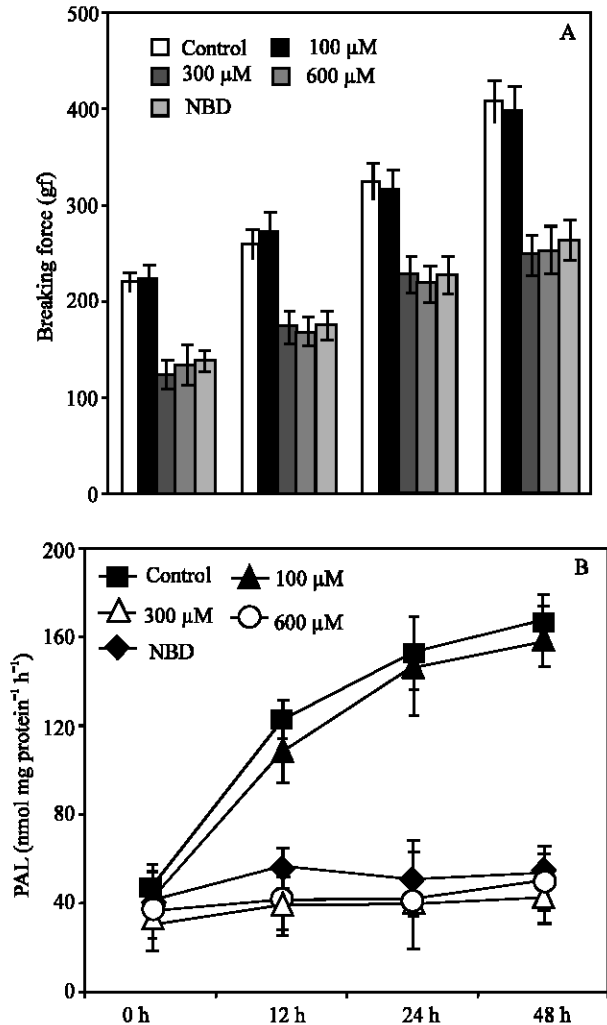 500
400
300
200
100
0
Breaking force (gf)
A
Control
100 μM
300 μM
600 μM
NBD
200
160
120
80
40
0
PAL (nmol mg protein⁻¹ h⁻¹)
B
Control
100 μM
300 μM
600 μM
NBD
0 h
12 h
24 h
48 h